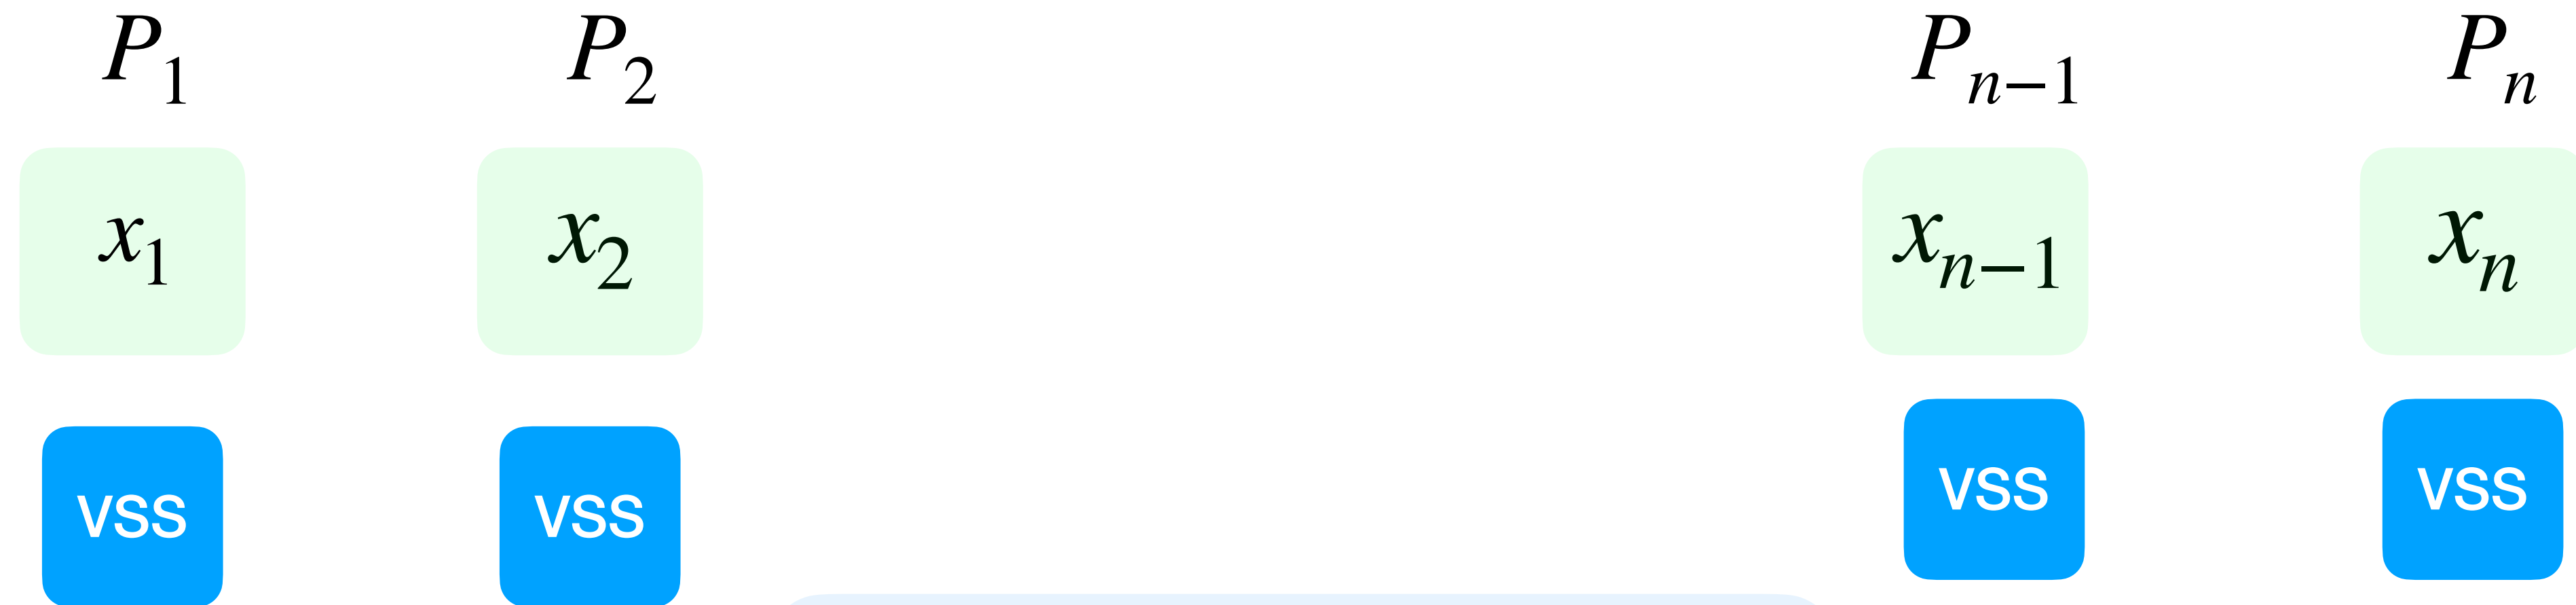 P₁ P₂ Pₙ₋₁ Pₙ
x₁ x₂ xₙ₋₁ xₙ
VSS VSS VSS VSS